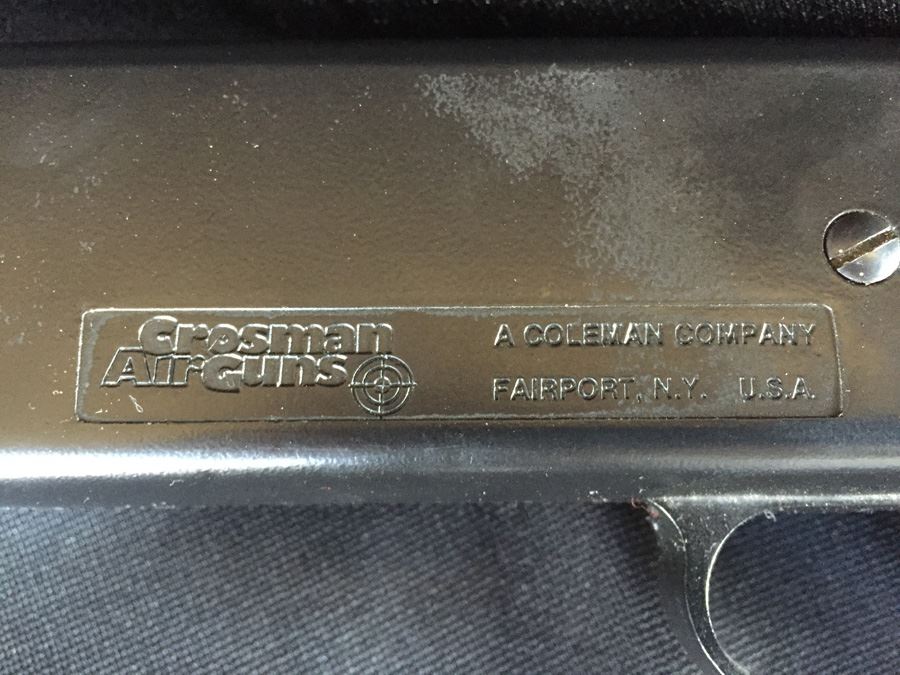 Crosman
AirGuns
A COLEMAN COMPANY
FAIRPORT, N.Y. U.S.A.